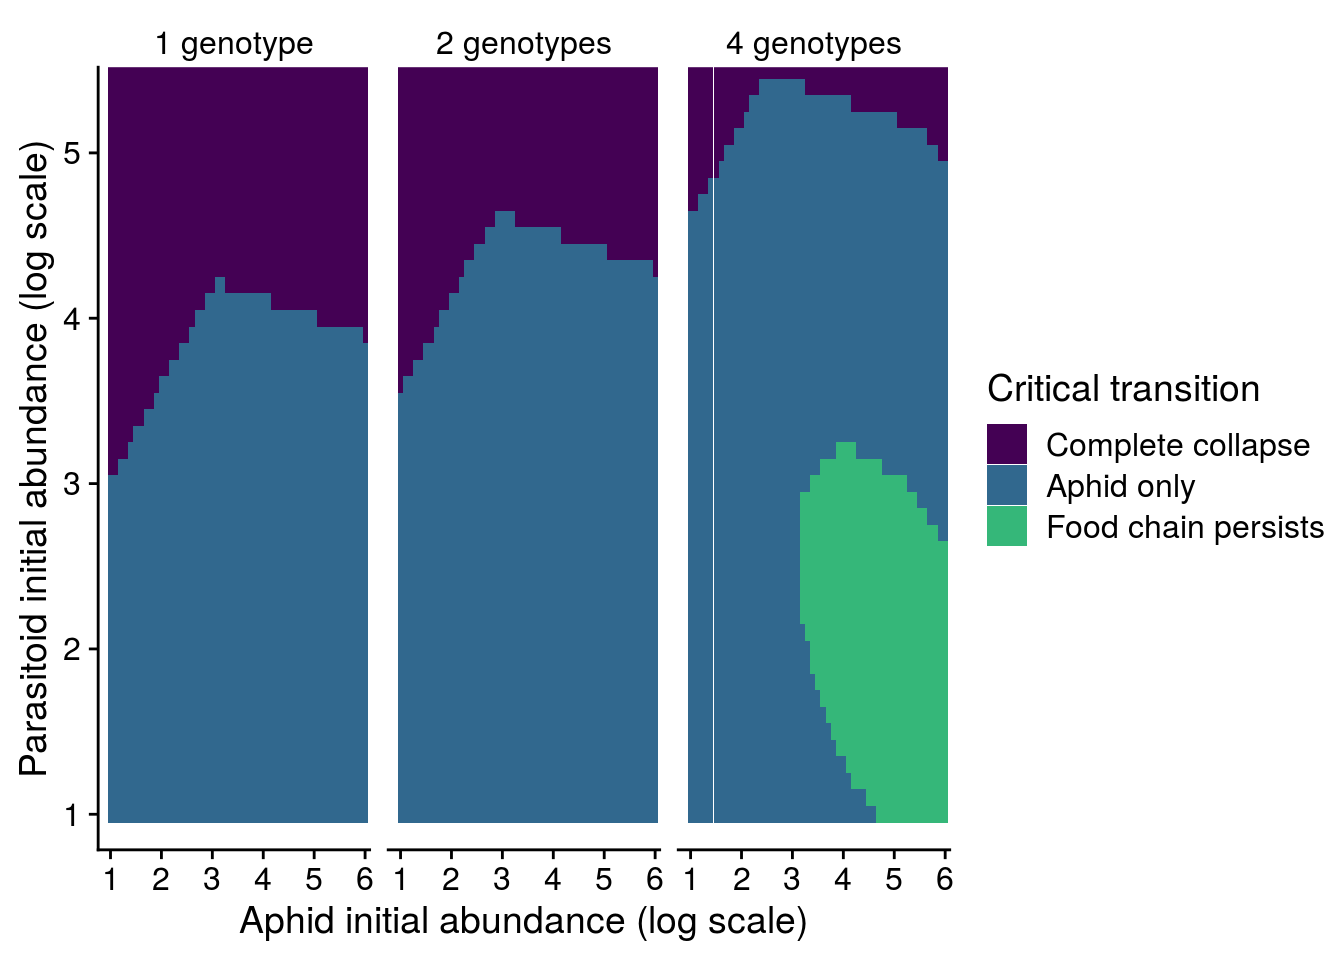 1 genotype
2 genotypes
4 genotypes
Parasitoid initial abundance (log scale)
5
4
3
2
1
1 2 3 4 5 6
1 2 3 4 5 6
1 2 3 4 5 6
Aphid initial abundance (log scale)
Critical transition
Complete collapse
Aphid only
Food chain persists